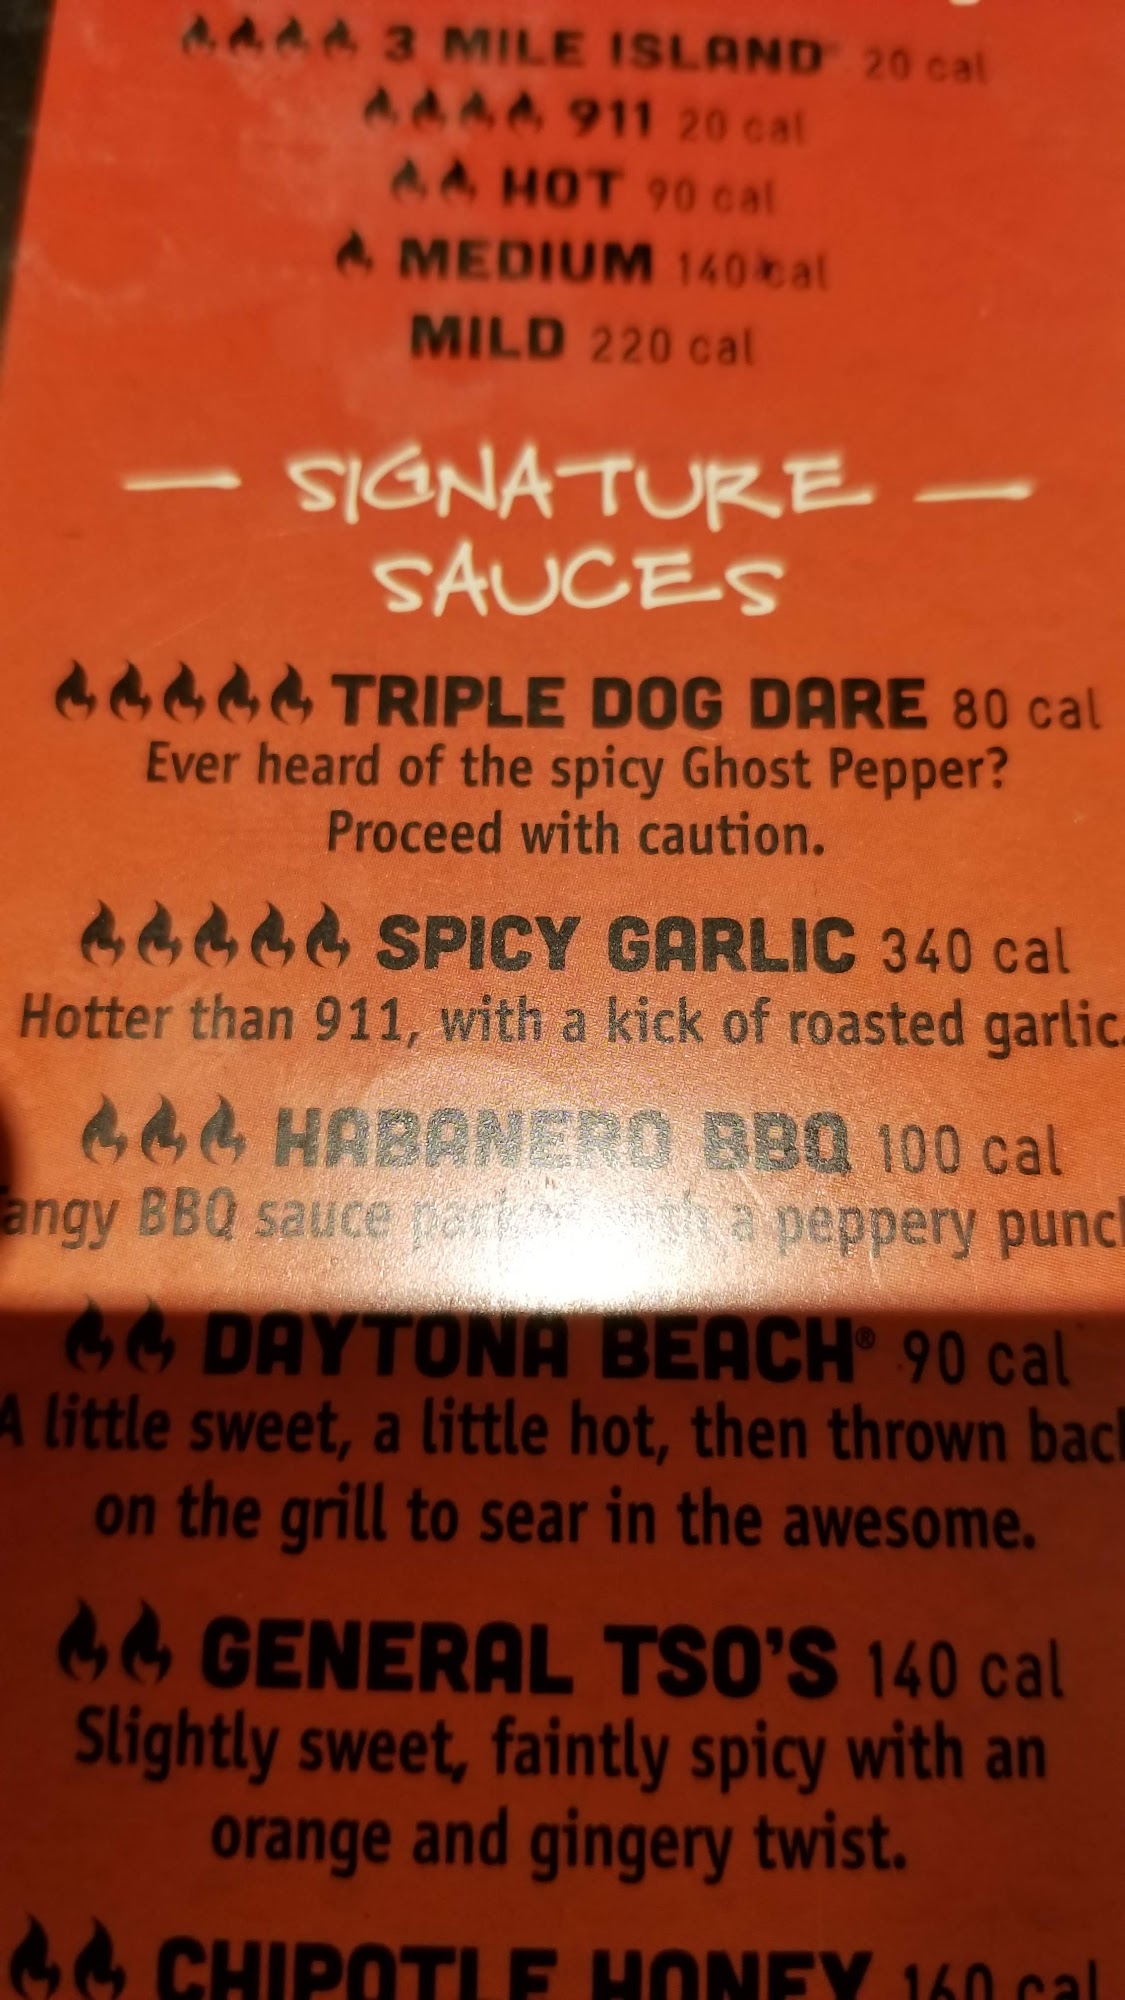 3 MILE ISLAND 20 cal
911 20 cal
HOT 90 cal
MEDIUM 140 cal
MILD 220 cal
— SIGNATURE —
SAUCES
TRIPLE DOG DARE 80 cal
Ever heard of the spicy Ghost Pepper?
Proceed with caution.
SPICY GARLIC 340 cal
Hotter than 911, with a kick of roasted garlic.
HABANERO BBQ 100 cal
angy BBQ sauce a peppery punc
DAYTONA BEACH® 90 cal
A little sweet, a little hot, then thrown bac
on the grill to sear in the awesome.
GENERAL TSO'S 140 cal
Slightly sweet, faintly spicy with an
orange and gingery twist.
CHIPOTLE HONEY 160 cal